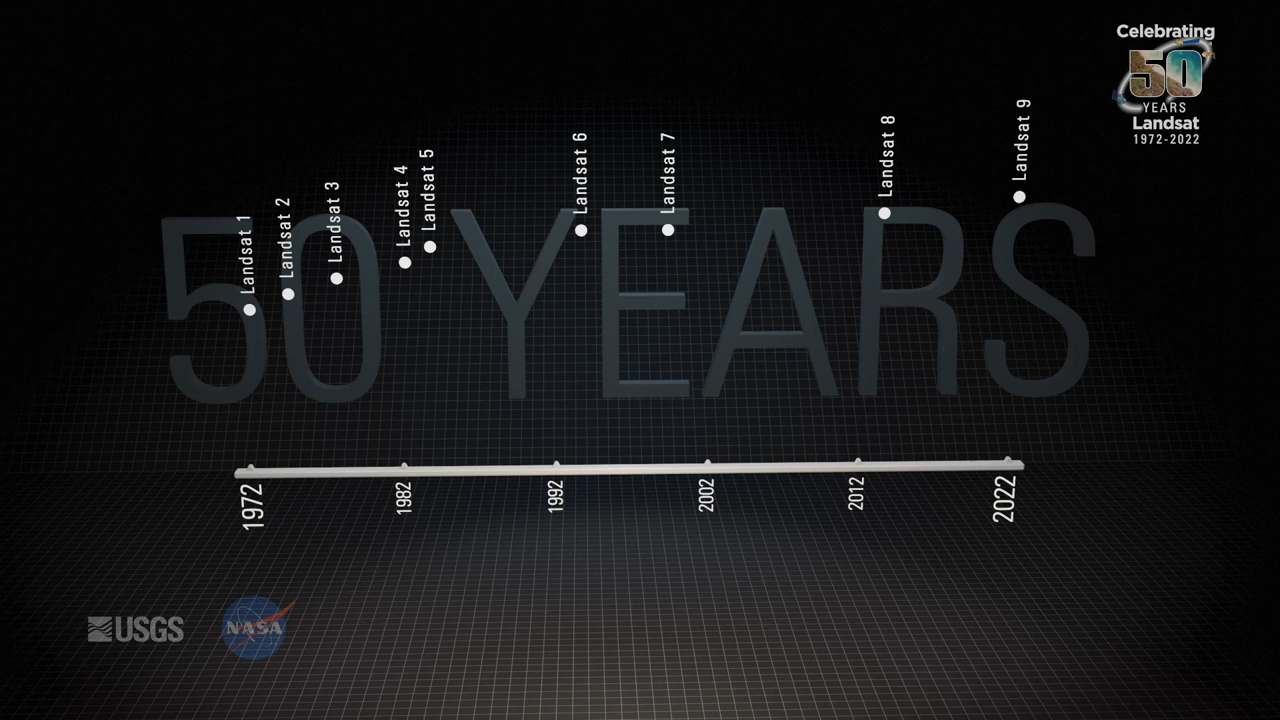 Celebrating
50
YEARS
Landsat
1972-2022
50 YEARS
Landsat 1
Landsat 2
Landsat 3
Landsat 4
Landsat 5
Landsat 6
Landsat 7
Landsat 8
Landsat 9
1972
1982
1992
2002
2012
2022
USGS
NASA